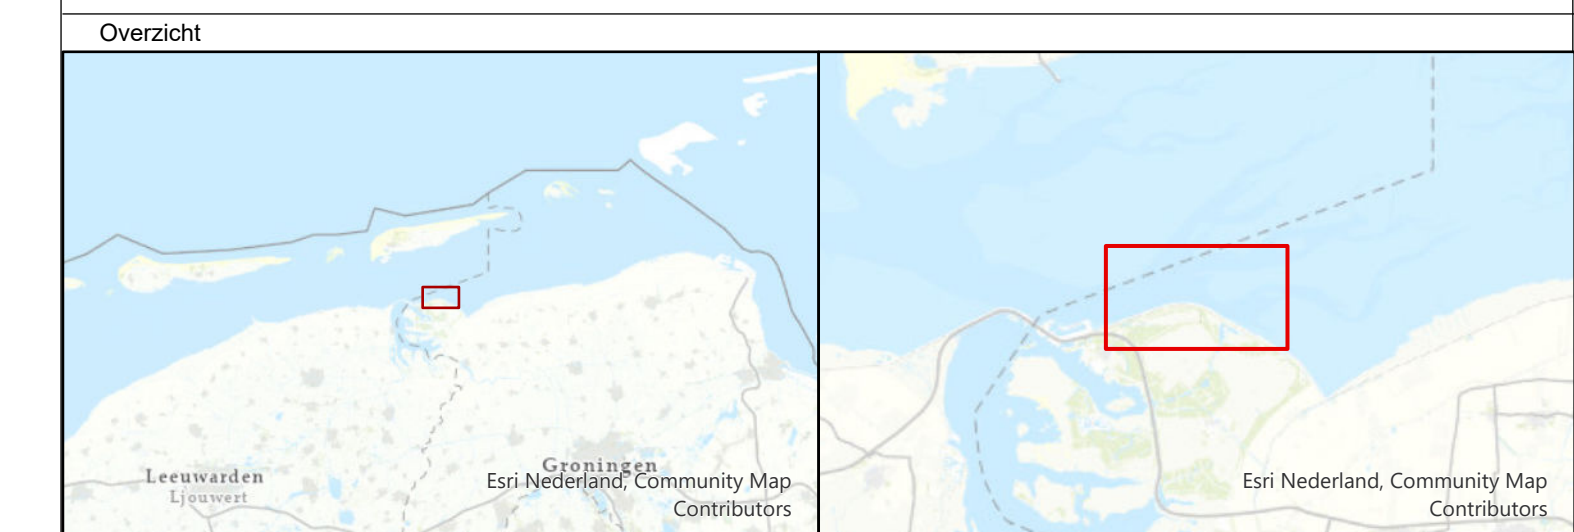 Overzicht
Leeuwarden
Ljouwert
Groningen
Esri Nederland, Community Map
Contributors
Esri Nederland, Community Map
Contributors